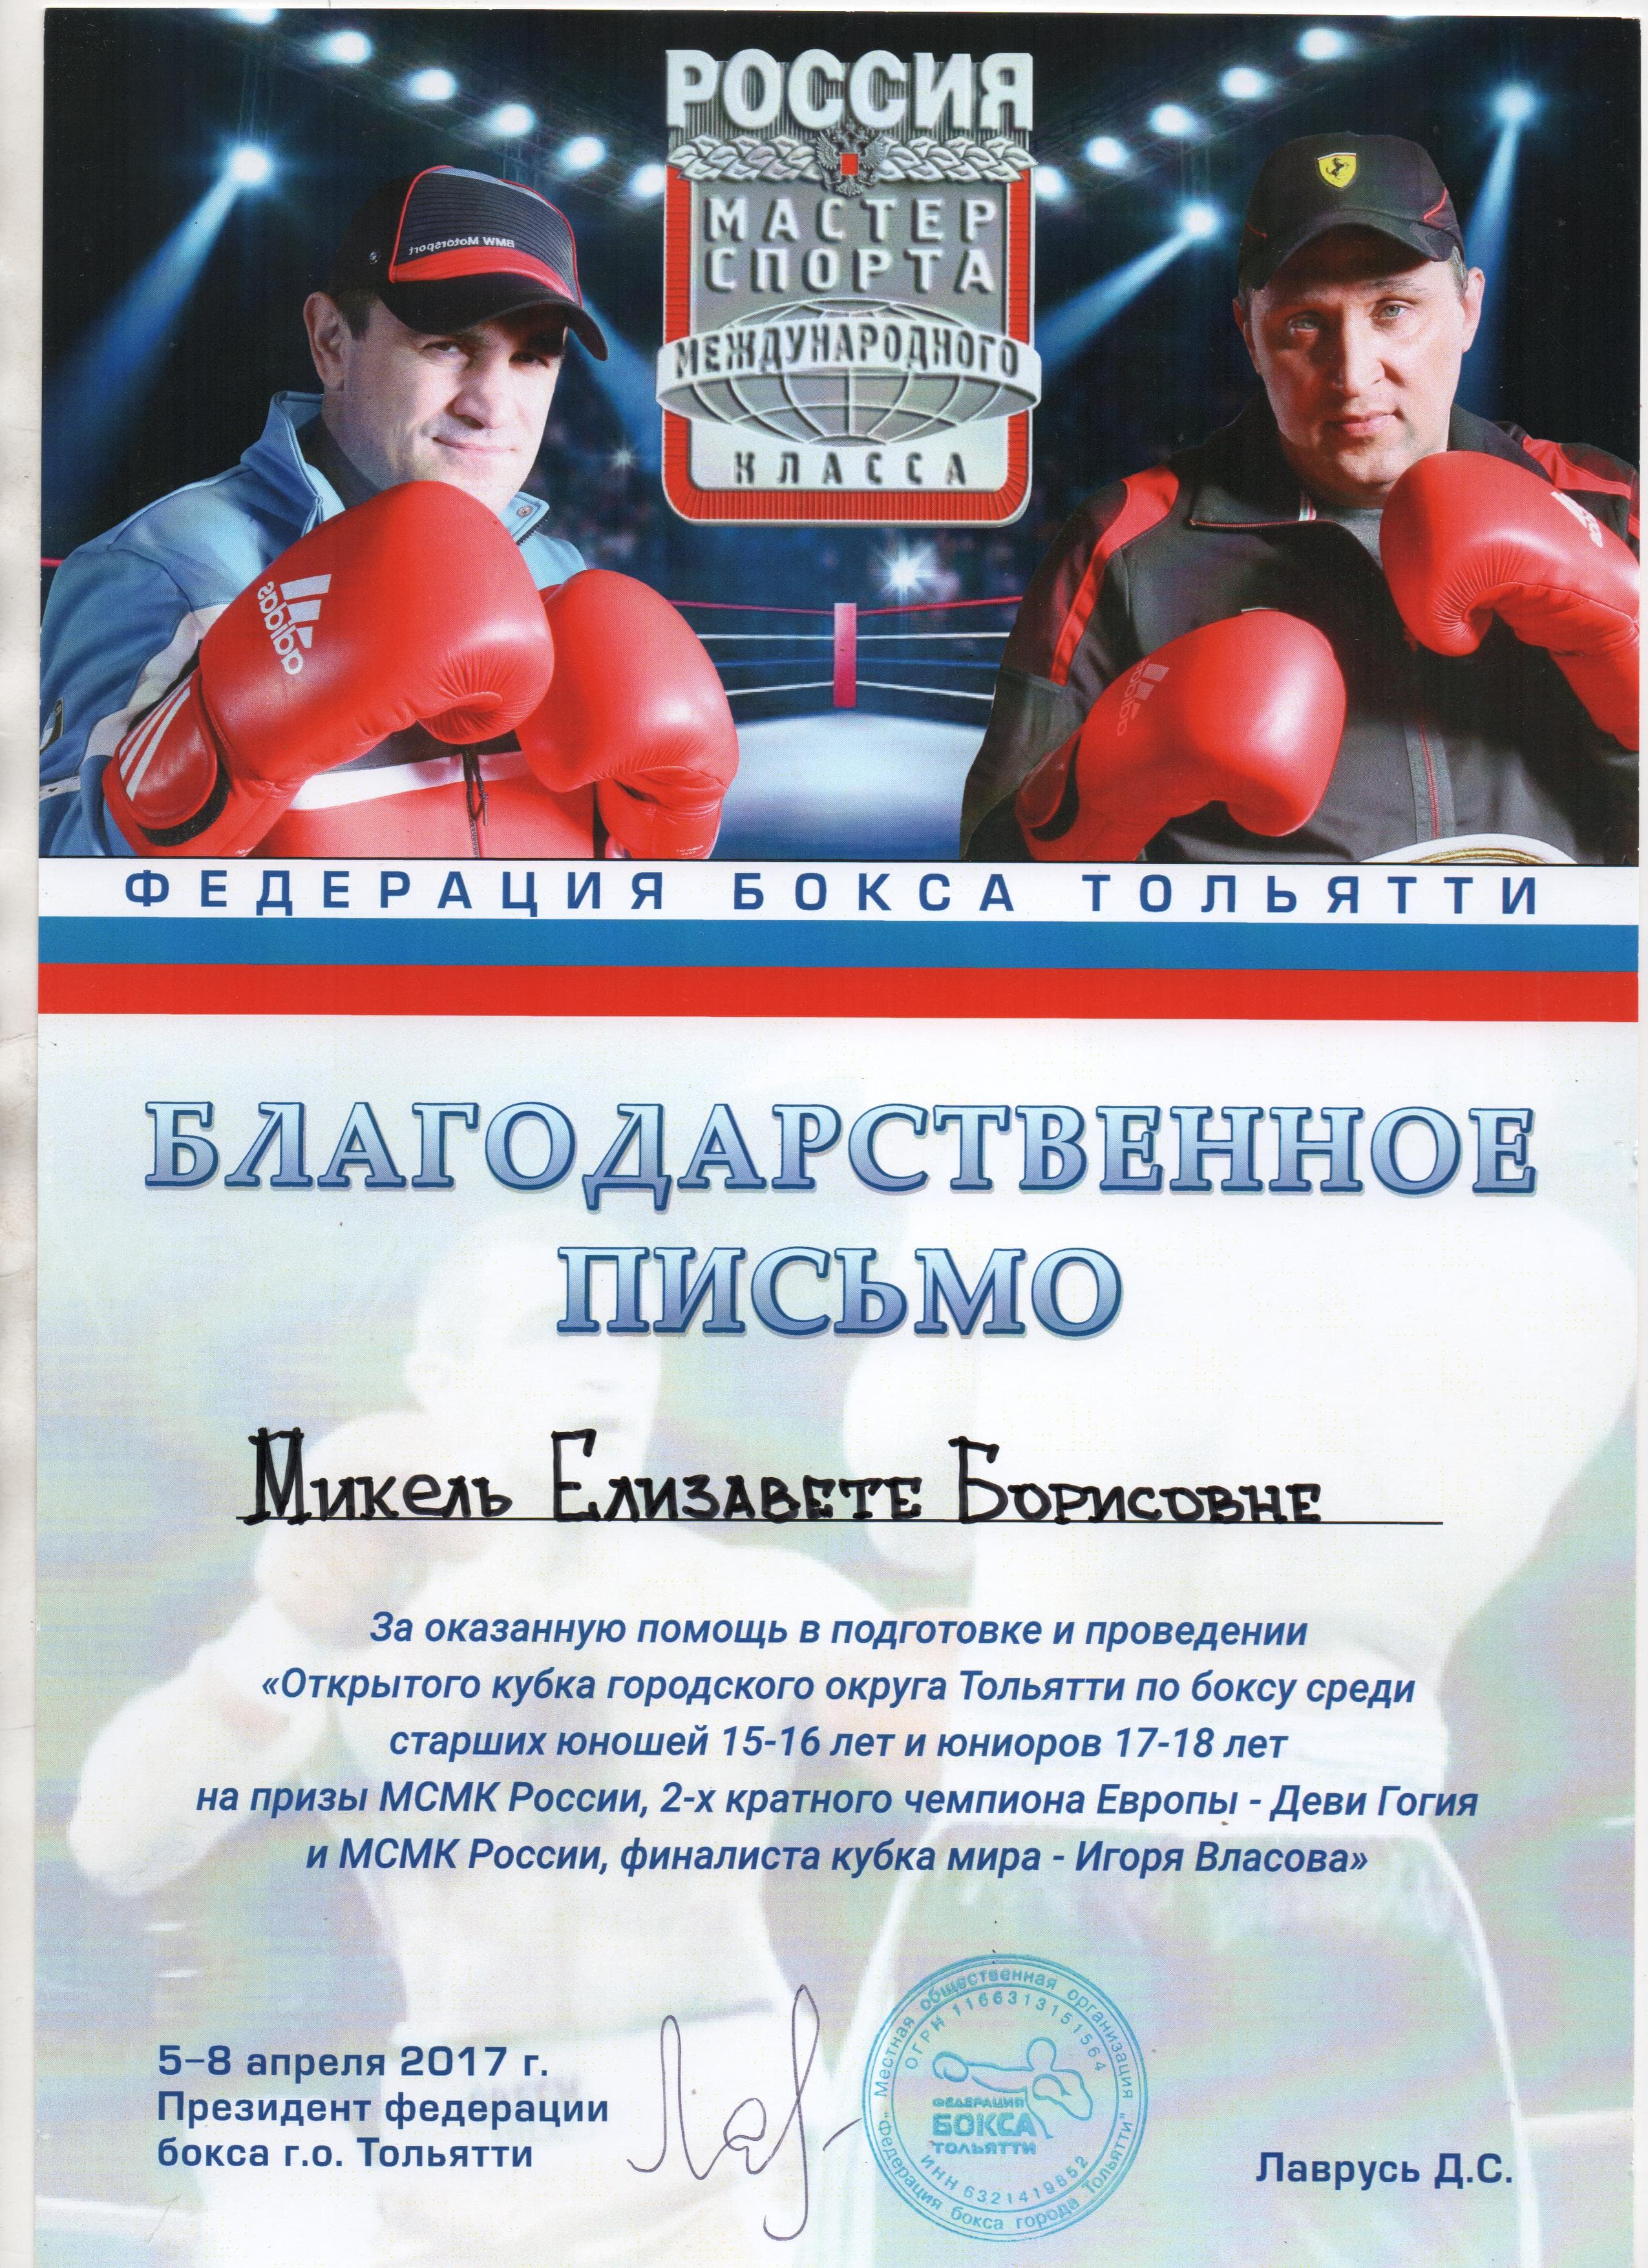 РОССИЯ
МАСТЕР
СПОРТА
МЕЖДУНАРОДНОГО
КЛАССА
BMW Motorsport
adidas
ФЕДЕРАЦИЯ БОКСА ТОЛЬЯТТИ
БЛАГОДАРСТВЕННОЕ
ПИСЬМО
Микель Елизавете Борисовне
За оказанную помощь в подготовке и проведении
«Открытого кубка городского округа Тольятти по боксу среди
старших юношей 15-16 лет и юниоров 17-18 лет
на призы МСМК России, 2-х кратного чемпиона Европы - Деви Гогия
и МСМК России, финалиста кубка мира - Игоря Власова»
5–8 апреля 2017 г.
Президент федерации
бокса г.о. Тольятти
Местная общественная организация
"Федерация бокса города Тольятти"
ОГРН 1166313151564
ФЕДЕРАЦИЯ
БОКСА
ТОЛЬЯТТИ
ИНН 6321419852
Лаврусь Д.С.